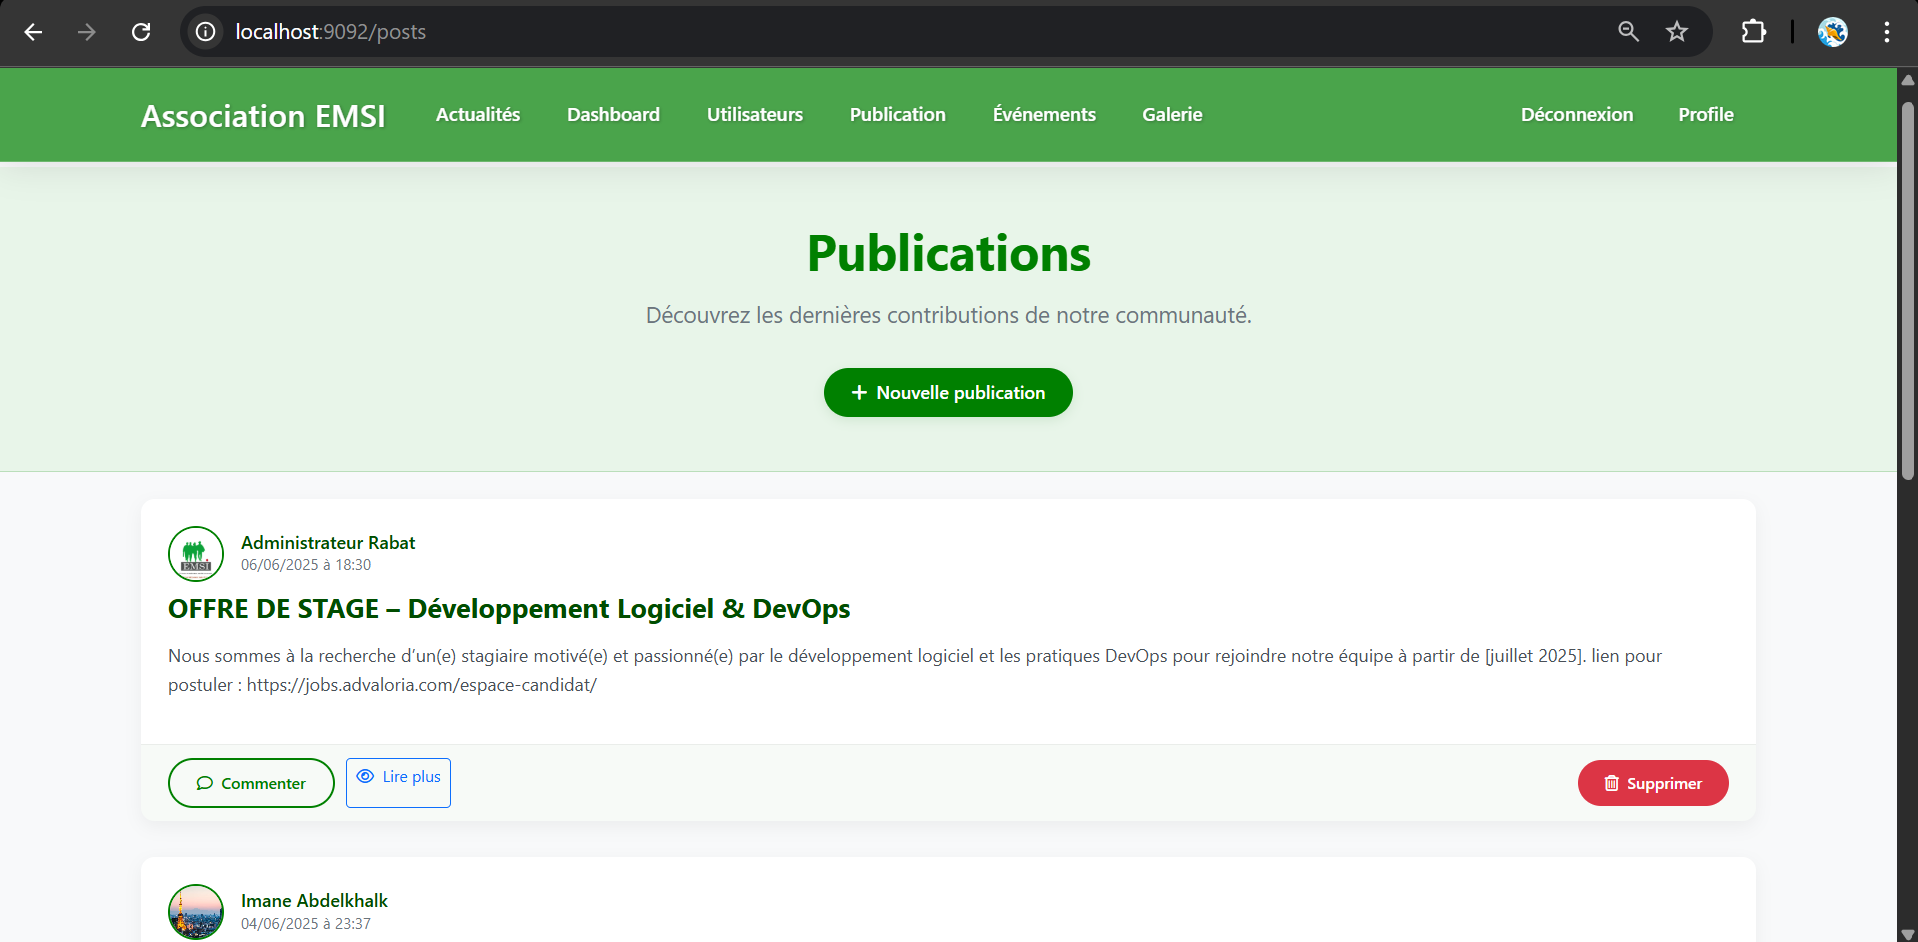 localhost:9092/posts
Association EMSI Actualités Dashboard Utilisateurs Publication Événements Galerie Déconnexion Profile
Publications
Découvrez les dernières contributions de notre communauté.
Nouvelle publication
EMSI
Administrateur Rabat
06/06/2025 à 18:30
OFFRE DE STAGE – Développement Logiciel & DevOps
Nous sommes à la recherche d’un(e) stagiaire motivé(e) et passionné(e) par le développement logiciel et les pratiques DevOps pour rejoindre notre équipe à partir de [juillet 2025]. lien pour
postuler : https://jobs.advaloria.com/espace-candidat/
Commenter Lire plus Supprimer
Imane Abdelkhalk
04/06/2025 à 23:37